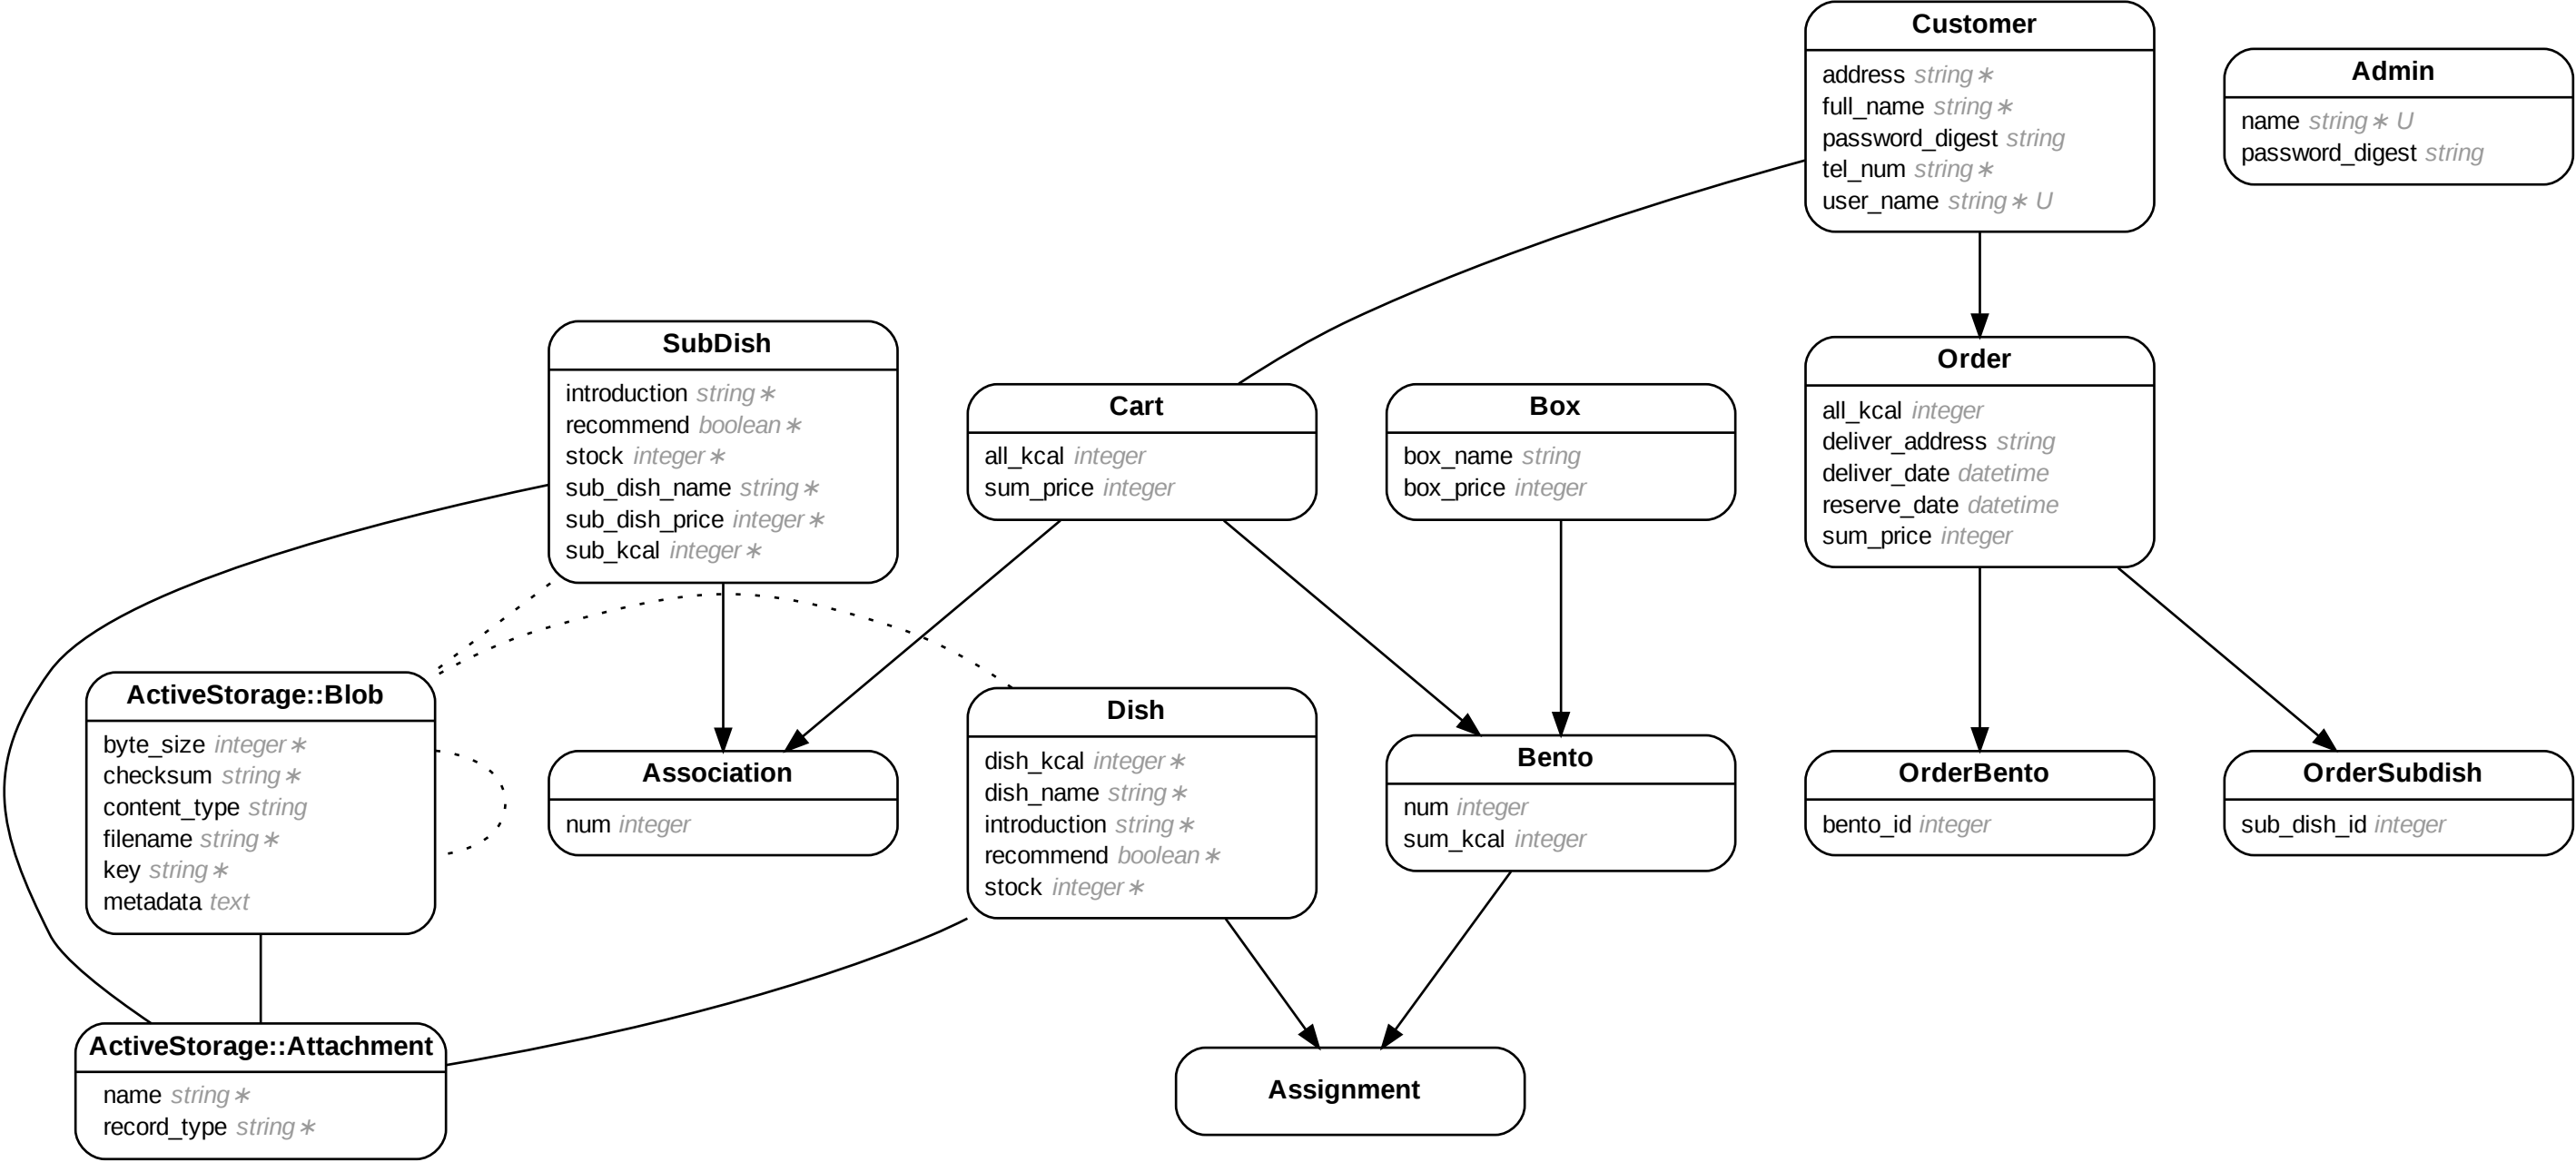 Customer
address string∗
full_name string∗
password_digest string
tel_num string∗
user_name string∗ U
Admin
name string∗ U
password_digest string
SubDish
introduction string∗
recommend boolean∗
stock integer∗
sub_dish_name string∗
sub_dish_price integer∗
sub_kcal integer∗
Cart
all_kcal integer
sum_price integer
Box
box_name string
box_price integer
Order
all_kcal integer
deliver_address string
deliver_date datetime
reserve_date datetime
sum_price integer
ActiveStorage::Blob
byte_size integer∗
checksum string∗
content_type string
filename string∗
key string∗
metadata text
Association
num integer
Dish
dish_kcal integer∗
dish_name string∗
introduction string∗
recommend boolean∗
stock integer∗
Bento
num integer
sum_kcal integer
OrderBento
bento_id integer
OrderSubdish
sub_dish_id integer
ActiveStorage::Attachment
name string∗
record_type string∗
Assignment